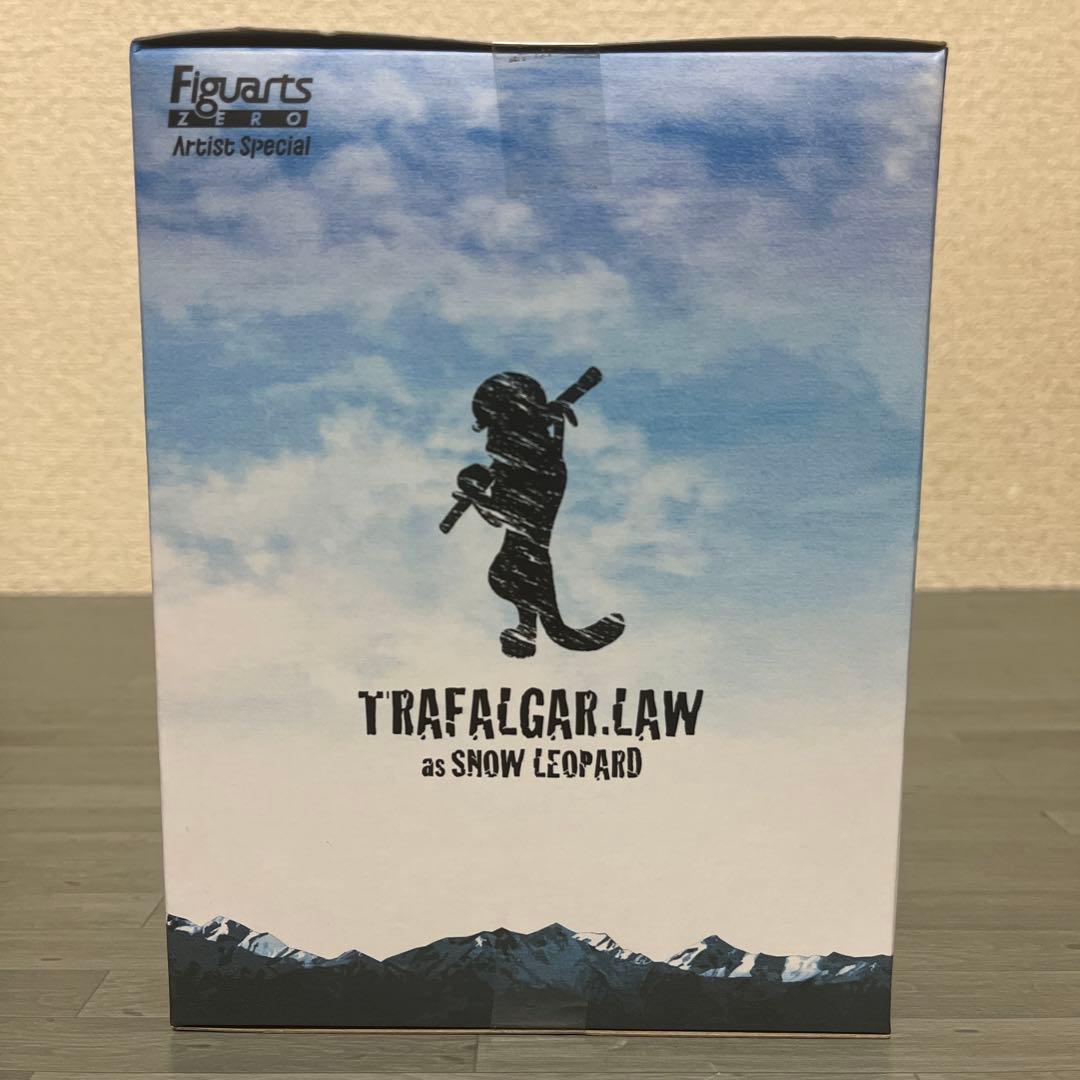 Figuarts
ZERO
Artist Special
TRAFALGAR.LAW
as SNOW LEOPARD